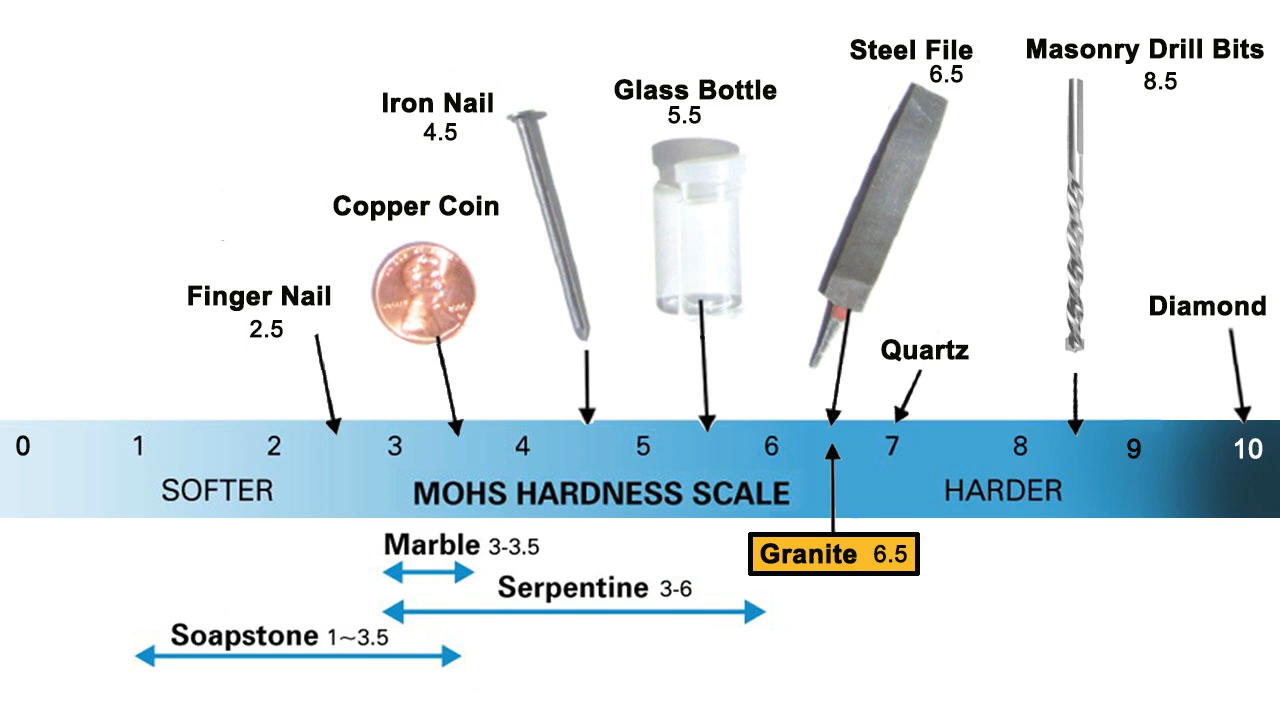 Steel File
6.5
Masonry Drill Bits
8.5
Iron Nail
4.5
Glass Bottle
5.5
Copper Coin
Finger Nail
2.5
Diamond
Quartz
0 1 2 3 4 5 6 7 8 9 10
SOFTER MOHS HARDNESS SCALE HARDER
Marble 3-3.5
Granite 6.5
Serpentine 3-6
Soapstone 1~3.5